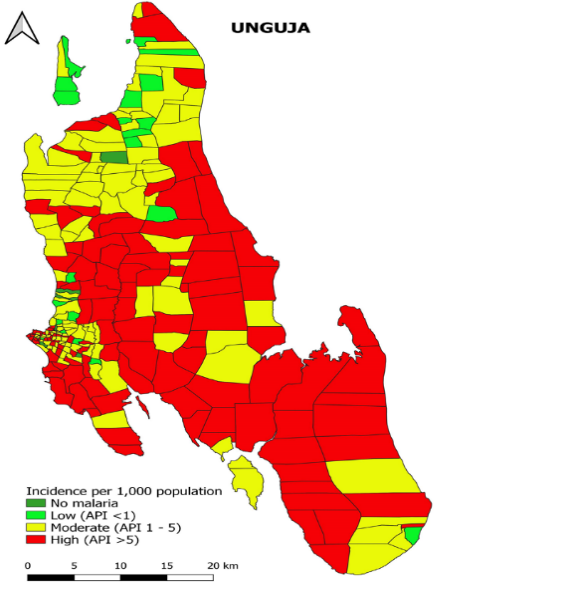 UNGUJA
Incidence per 1,000 population
No malaria
Low (API <1)
Moderate (API 1 - 5)
High (API >5)
0 5 10 15 20 km